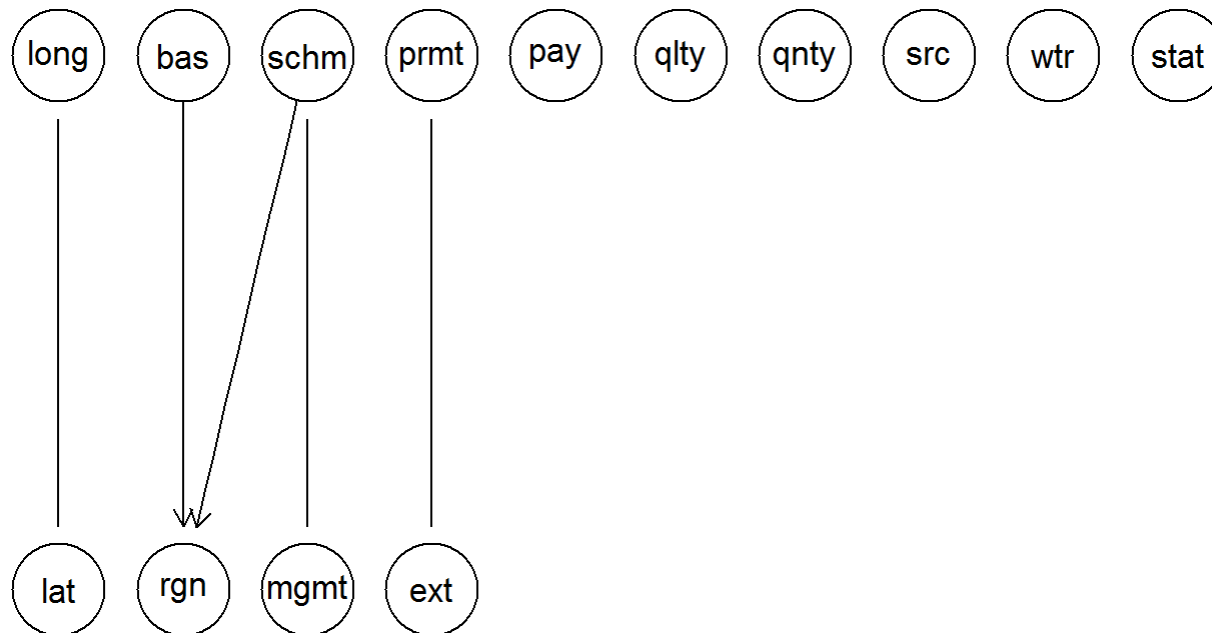 long bas schm prmt pay qlty qnty src wtr stat
lat rgn mgmt ext